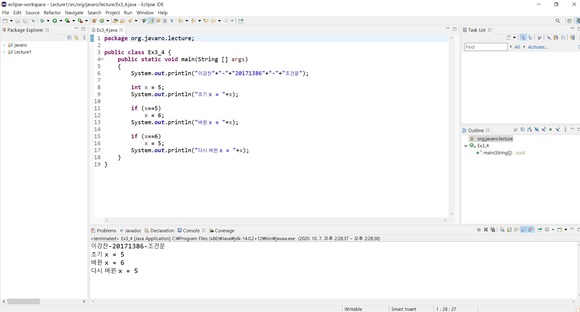 eclipse-workspace - Lecture1/src/org/javaro/lecture/Ex3_4.java - Eclipse IDE
File Edit Source Refactor Navigate Search Project Run Window Help
Package Explorer
javaro
Lecture1
Ex3_4.java
1 package org.javaro.lecture;
2
3 public class Ex3_4 {
4 public static void main(String [] args)
5 {
6 System.out.println("이강찬"+"-"+"20171386"+"-"+"조건문");
7
8 int x = 5;
9 System.out.println("초기 x = "+x);
10
11 if (x==5)
12 x = 6;
13 System.out.println("바뀐 x = "+x);
14
15 if (x==6)
16 x = 5;
17 System.out.println("다시 바뀐 x = "+x);
18 }
19 }
Task List
Find
All
Activate...
Outline
org.javaro.lecture
Ex3_4
main(String[]) : void
Problems Javadoc Declaration Console Coverage
<terminated> Ex3_4 [Java Application] C:\Program Files (x86)\Java\jdk-14.0.2+12\bin\javaw.exe (2020. 10. 7. 오후 2:28:37 – 오후 2:28:38)
이강찬-20171386-조건문
초기 x = 5
바뀐 x = 6
다시 바뀐 x = 5
Writable
Smart Insert
1 : 28 : 27